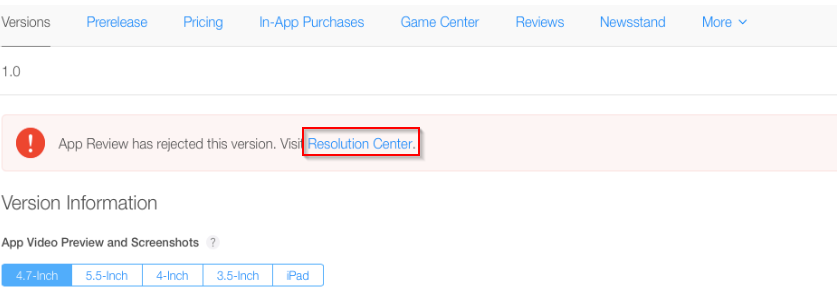 Versions Prerelease Pricing In-App Purchases Game Center Reviews Newsstand More
1.0
! App Review has rejected this version. Visit Resolution Center.
Version Information
App Video Preview and Screenshots ?
4.7-Inch 5.5-Inch 4-Inch 3.5-Inch iPad